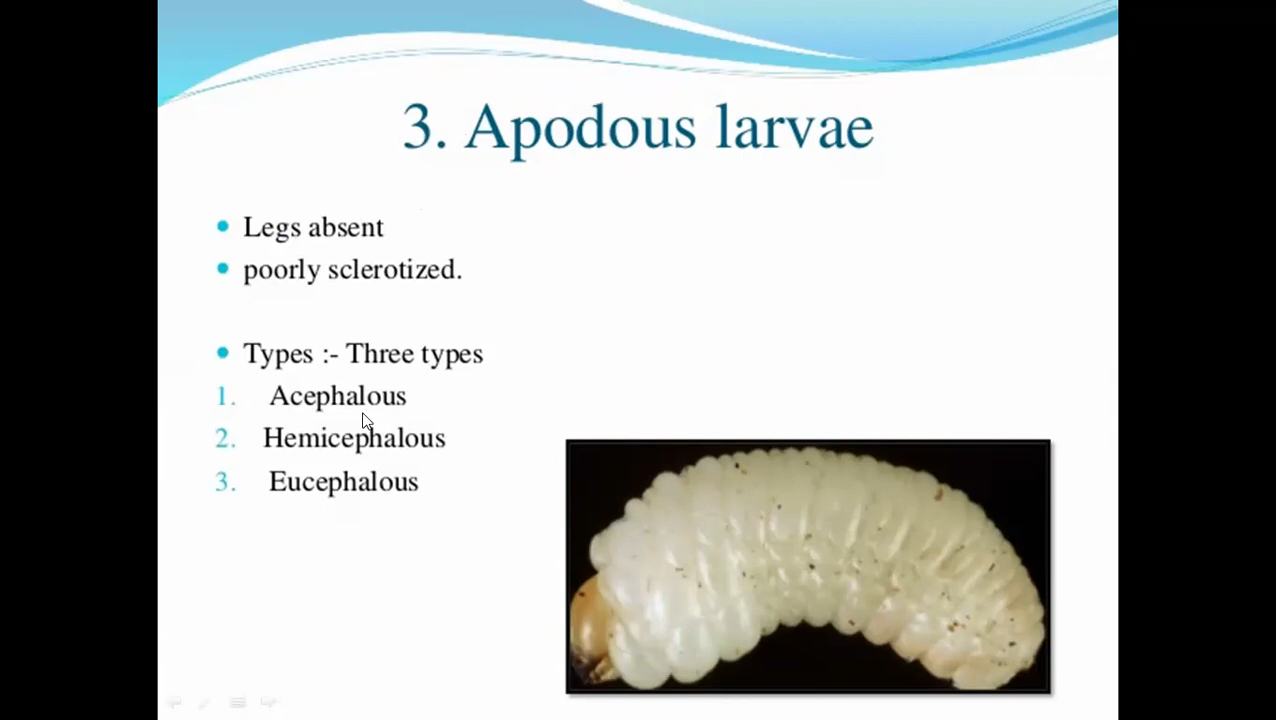 3. Apodous larvae
Legs absent
poorly sclerotized.
Types :- Three types
1. Acephalous
2. Hemicephalous
3. Eucephalous